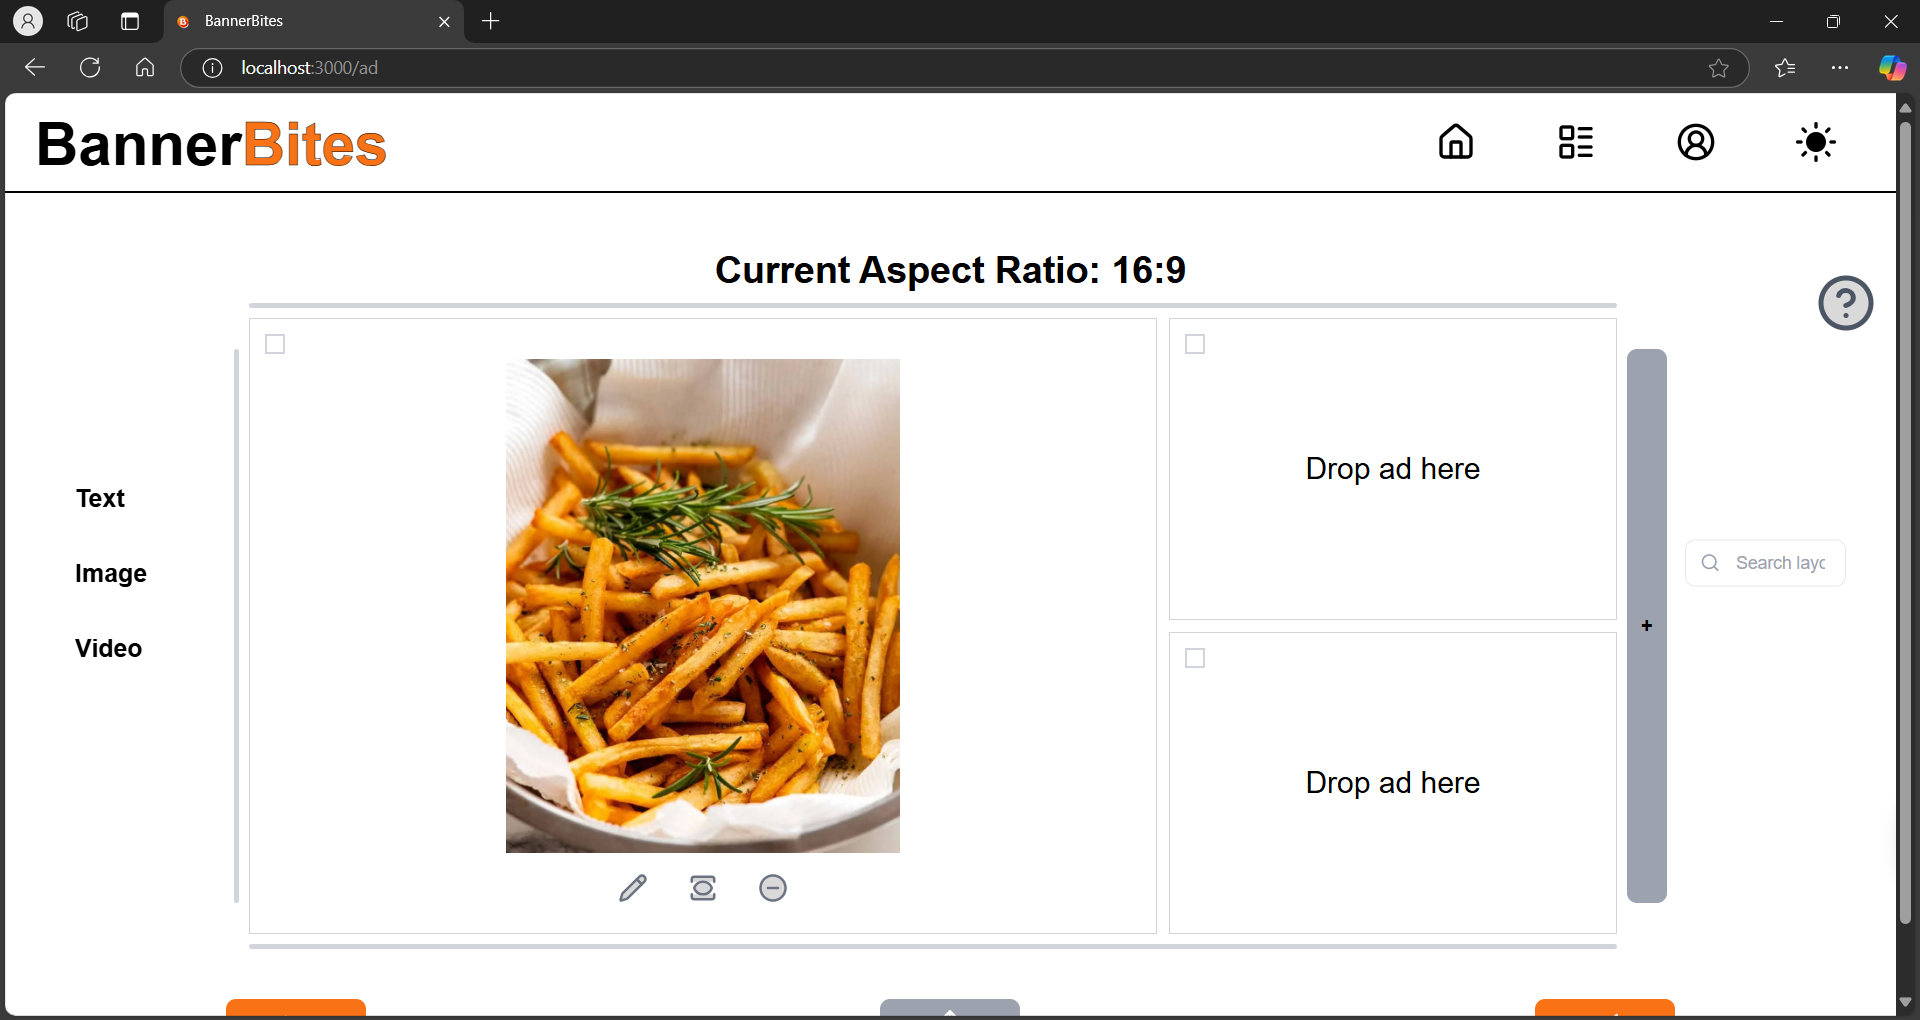 BannerBites
localhost:3000/ad
BannerBites
Current Aspect Ratio: 16:9
Text
Image
Video
Drop ad here
Drop ad here
+
Search layc